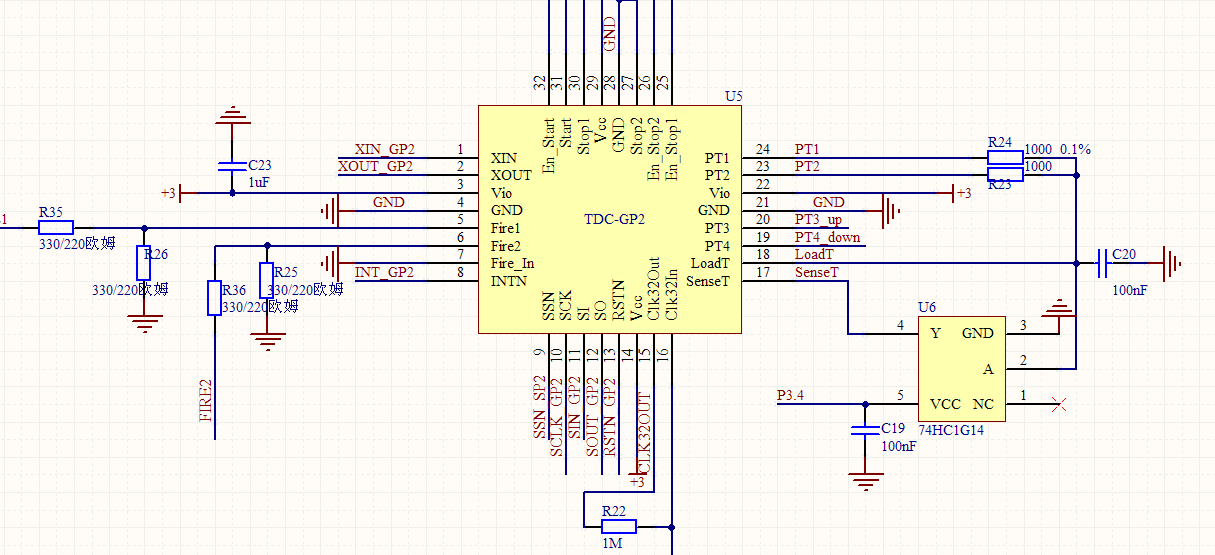 GND
32
31
30
29
28
27
26
25
U5
En_Start
Start
Stop1
Vcc
GND
Stop2
En_Stop2
En_Stop1
XIN_GP2
1
XIN
XOUT_GP2
2
XOUT
+3
3
Vio
GND
4
GND
5
Fire1
6
Fire2
7
Fire_In
INT_GP2
8
INTN
C23
1uF
R35
330/220欧姆
R26
330/220欧姆
R36
330/220欧姆
R25
330/220欧姆
FIRE2
TDC-GP2
PT1
24
PT1
R24
1000 0.1%
PT2
23
PT2
R23
1000
Vio
22
+3
GND
21
GND
PT3
20
PT3_up
PT4
19
PT4_down
LoadT
18
LoadT
SenseT
17
SenseT
C20
100nF
SSN
SCK
SI
SO
RSTN
Vcc
Clk32Out
Clk32In
9
10
11
12
13
14
15
16
SSN_SP2
SCLK_GP2
SIN_GP2
SOUT_GP2
RSTN_GP2
+3
CLK32OUT
R22
1M
U6
4
Y
GND
3
A
2
P3.4
5
VCC
NC
1
74HC1G14
C19
100nF